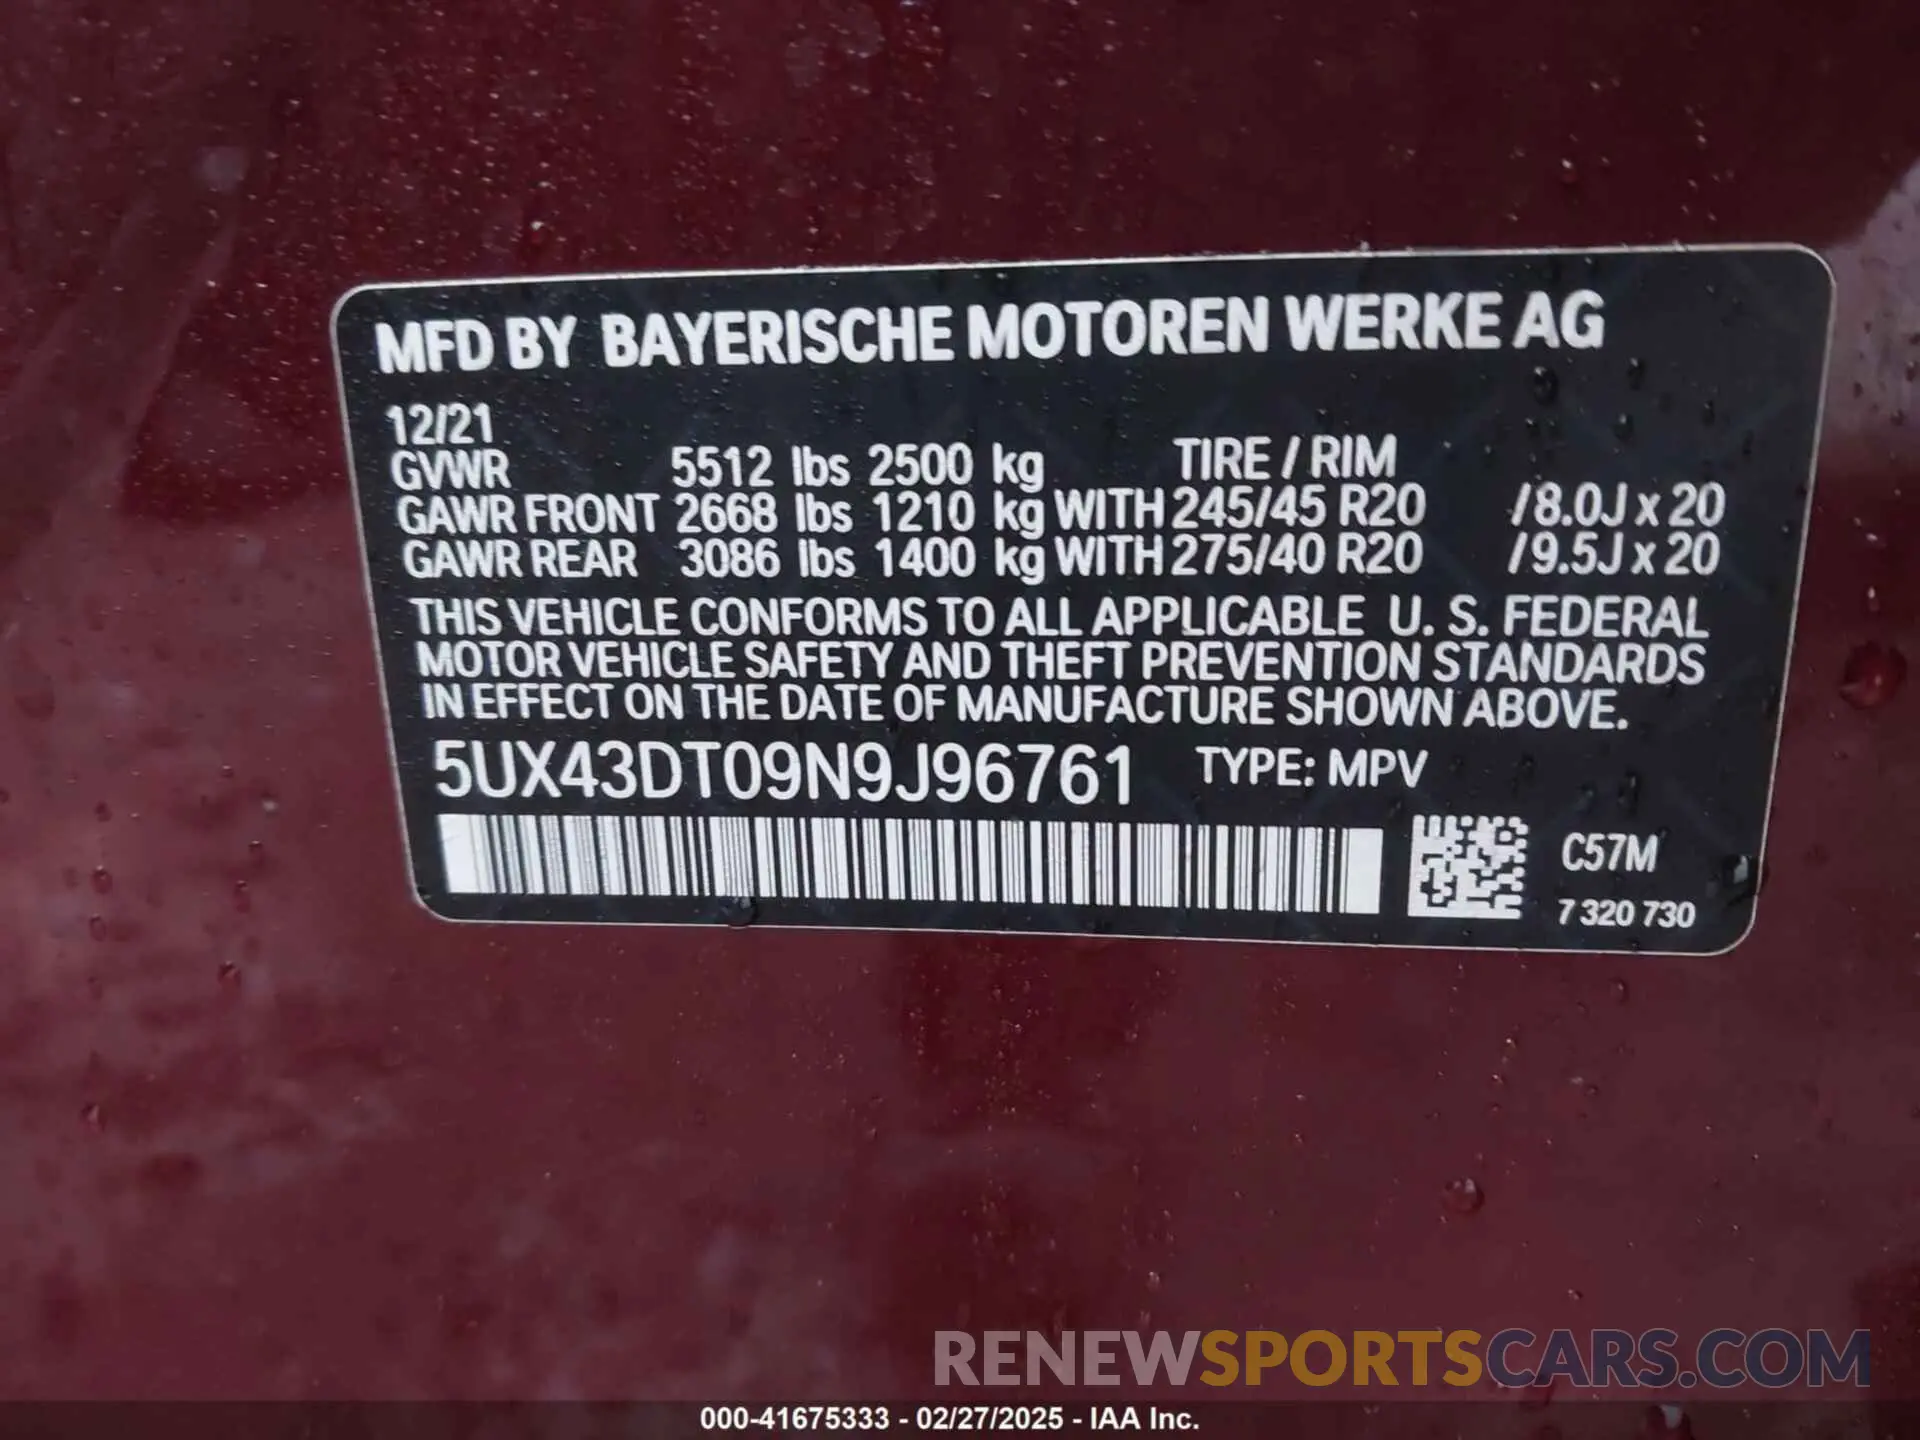 MFD BY BAYERISCHE MOTOREN WERKE AG
12/21
GVWR 5512 lbs 2500 kg TIRE / RIM
GAWR FRONT 2668 lbs 1210 kg WITH 245/45 R20 /8.0J x 20
GAWR REAR 3086 lbs 1400 kg WITH 275/40 R20 /9.5J x 20
THIS VEHICLE CONFORMS TO ALL APPLICABLE U. S. FEDERAL
MOTOR VEHICLE SAFETY AND THEFT PREVENTION STANDARDS
IN EFFECT ON THE DATE OF MANUFACTURE SHOWN ABOVE.
5UX43DT09N9J96761 TYPE: MPV
C57M
7 320 730
RENEWSPORTSCARS.COM
000-41675333 - 02/27/2025 - IAA Inc.